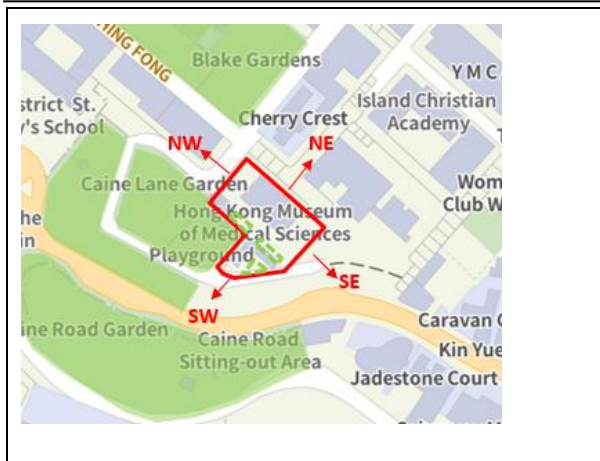 HING FONG
Blake Gardens
Y M C
strict St.
y's School
Island Christian
Academy
Cherry Crest
NW
NE
Caine Lane Garden
Wom
Club W
Hong Kong Museum
of Medical Sciences
he
in
Playground
SE
SW
ine Road Garden
Caine Road
Sitting-out Area
Caravan
Kin Yue
Jadestone Court